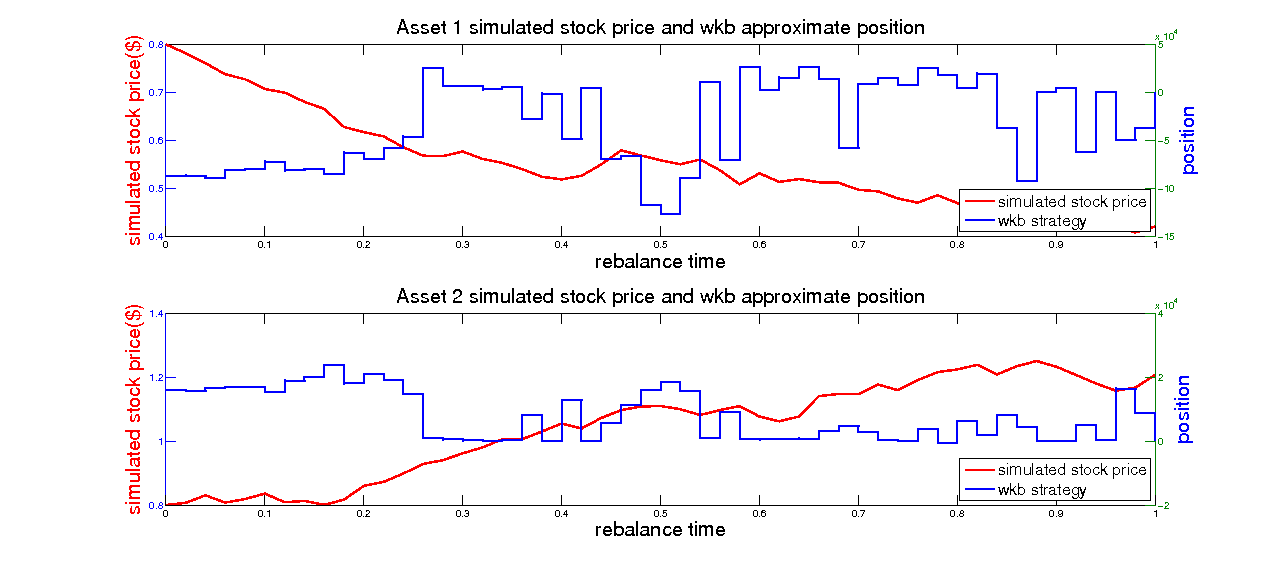 Asset 1 simulated stock price and wkb approximate position
x 10^4
simulated stock price($)
0.8
0.7
0.6
0.5
0.4
5
0
-5
-10
-15
position
simulated stock price
wkb strategy
0 0.1 0.2 0.3 0.4 0.5 0.6 0.7 0.8 0.9 1
rebalance time
Asset 2 simulated stock price and wkb approximate position
x 10^4
simulated stock price($)
1.4
1.2
1
0.8
4
2
0
-2
position
simulated stock price
wkb strategy
0 0.1 0.2 0.3 0.4 0.5 0.6 0.7 0.8 0.9 1
rebalance time